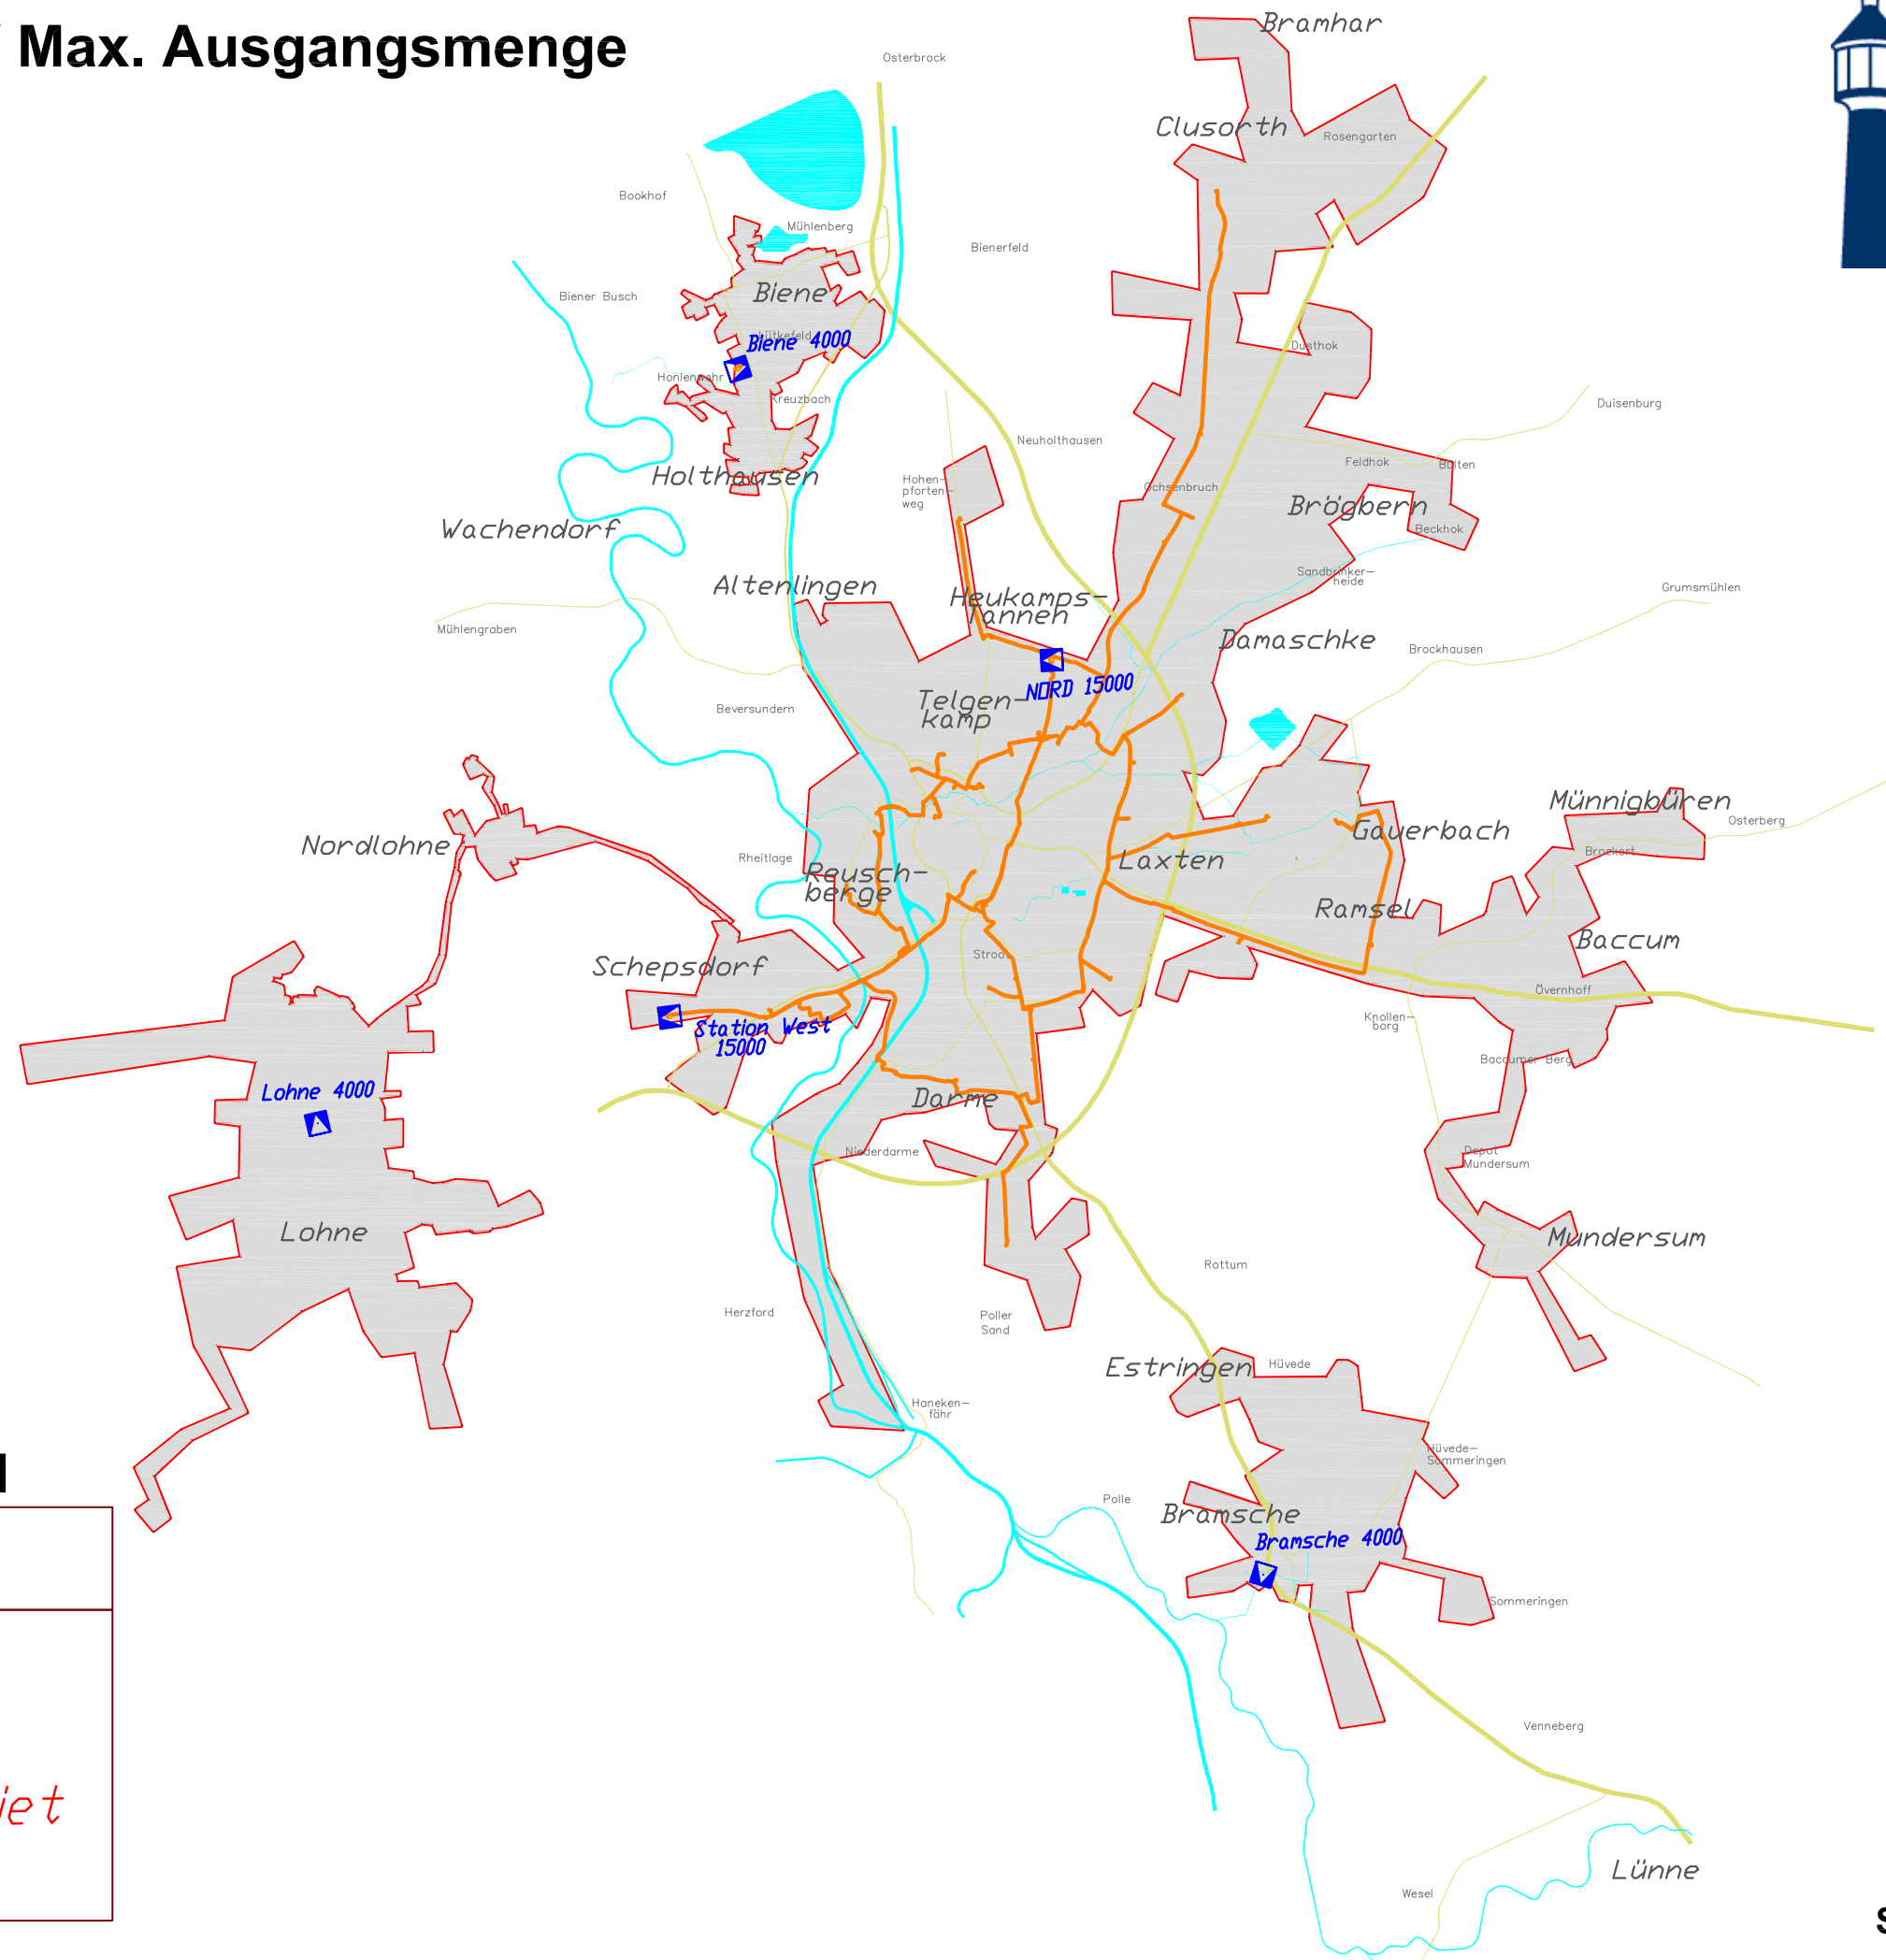 Max. Ausgangsmenge
Bramhar
Osterbrock
Clusorth
Rosengarten
Bookhof
Mühlenberg
Bienerfeld
Biener Busch
Biene
Lütkefeld
Biene 4000
Dusthok
Honlenwehr
Kreuzbach
Duisenburg
Neuholthausen
Feldhok
Bulten
Holthausen
Hohen-
pforten-
weg
Ochsenbruch
Brögbern
Beckhok
Wachendorf
Sandbrinker-
heide
Altenlingen
Heukamps-
Tannen
Grumsmühlen
Mühlengraben
Damaschke
Brockhausen
NORD 15000
Telgen-
kamp
Beversundern
Münnigbüren
Osterberg
Nordlohne
Gauerbach
Brockort
Rheitlage
Laxten
Reusch-
berge
Ramsel
Baccum
Stroot
Schepsdorf
Övernhoff
Knollen-
borg
Station West
15000
Baccumer Berg
Lohne 4000
Darme
Niederdarme
Depot
Mundersum
Lohne
Mundersum
Rottum
Herzford
Poller
Sand
Estringen
Hüvede
Haneken-
fähr
Hüvede-
Sommeringen
Polle
Bramsche
Bramsche 4000
Sommeringen
Venneberg
iet
Lünne
Wesel